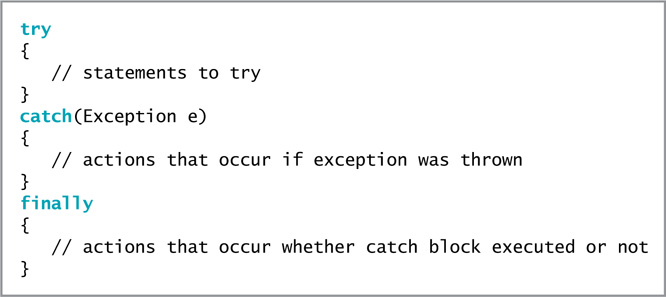 try
{
   // statements to try
}
catch(Exception e)
{
   // actions that occur if exception was thrown
}
finally
{
   // actions that occur whether catch block executed or not
}